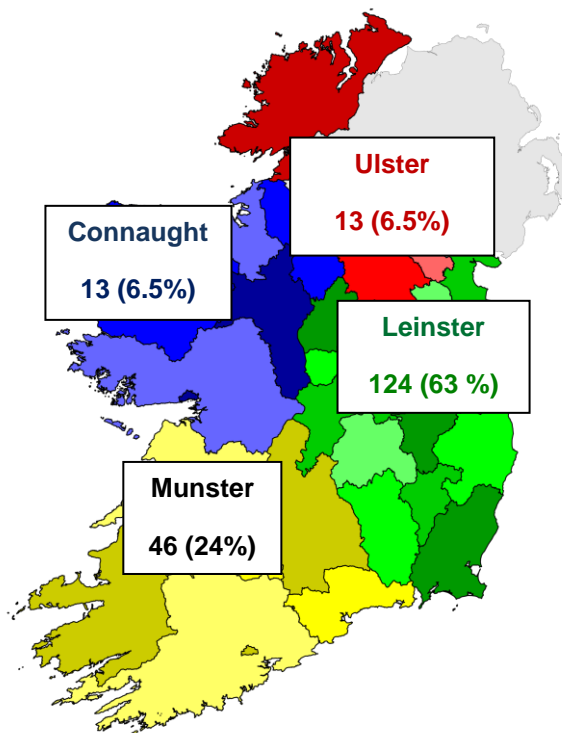 Ulster
13 (6.5%)
Connaught
13 (6.5%)
Leinster
124 (63 %)
Munster
46 (24%)